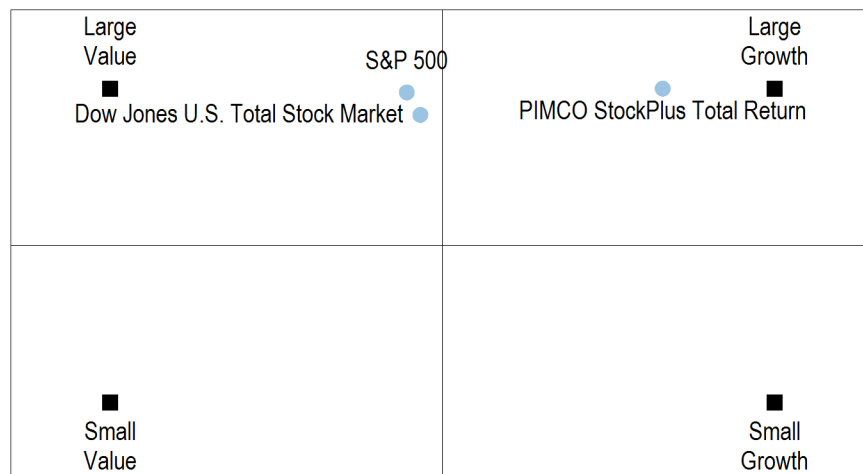 Large
Value
Large
Growth
S&P 500
Dow Jones U.S. Total Stock Market
PIMCO StockPlus Total Return
Small
Value
Small
Growth